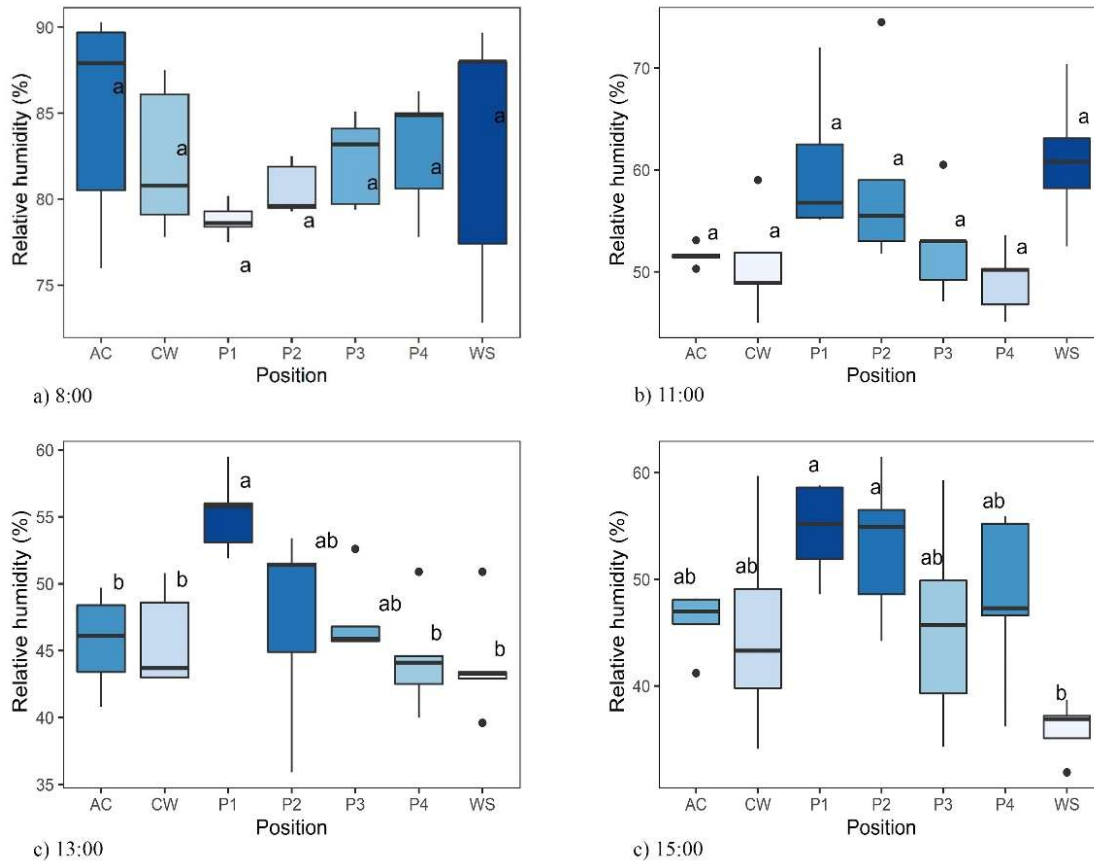 Relative humidity (%)
90
85
80
75
a a a a a a a
AC CW P1 P2 P3 P4 WS
Position
a) 8:00
Relative humidity (%)
70
60
50
a a a a a a a
AC CW P1 P2 P3 P4 WS
Position
b) 11:00
Relative humidity (%)
60
55
50
45
40
35
b b a ab ab b b
AC CW P1 P2 P3 P4 WS
Position
c) 13:00
Relative humidity (%)
60
50
40
ab ab a a ab ab b
AC CW P1 P2 P3 P4 WS
Position
c) 15:00